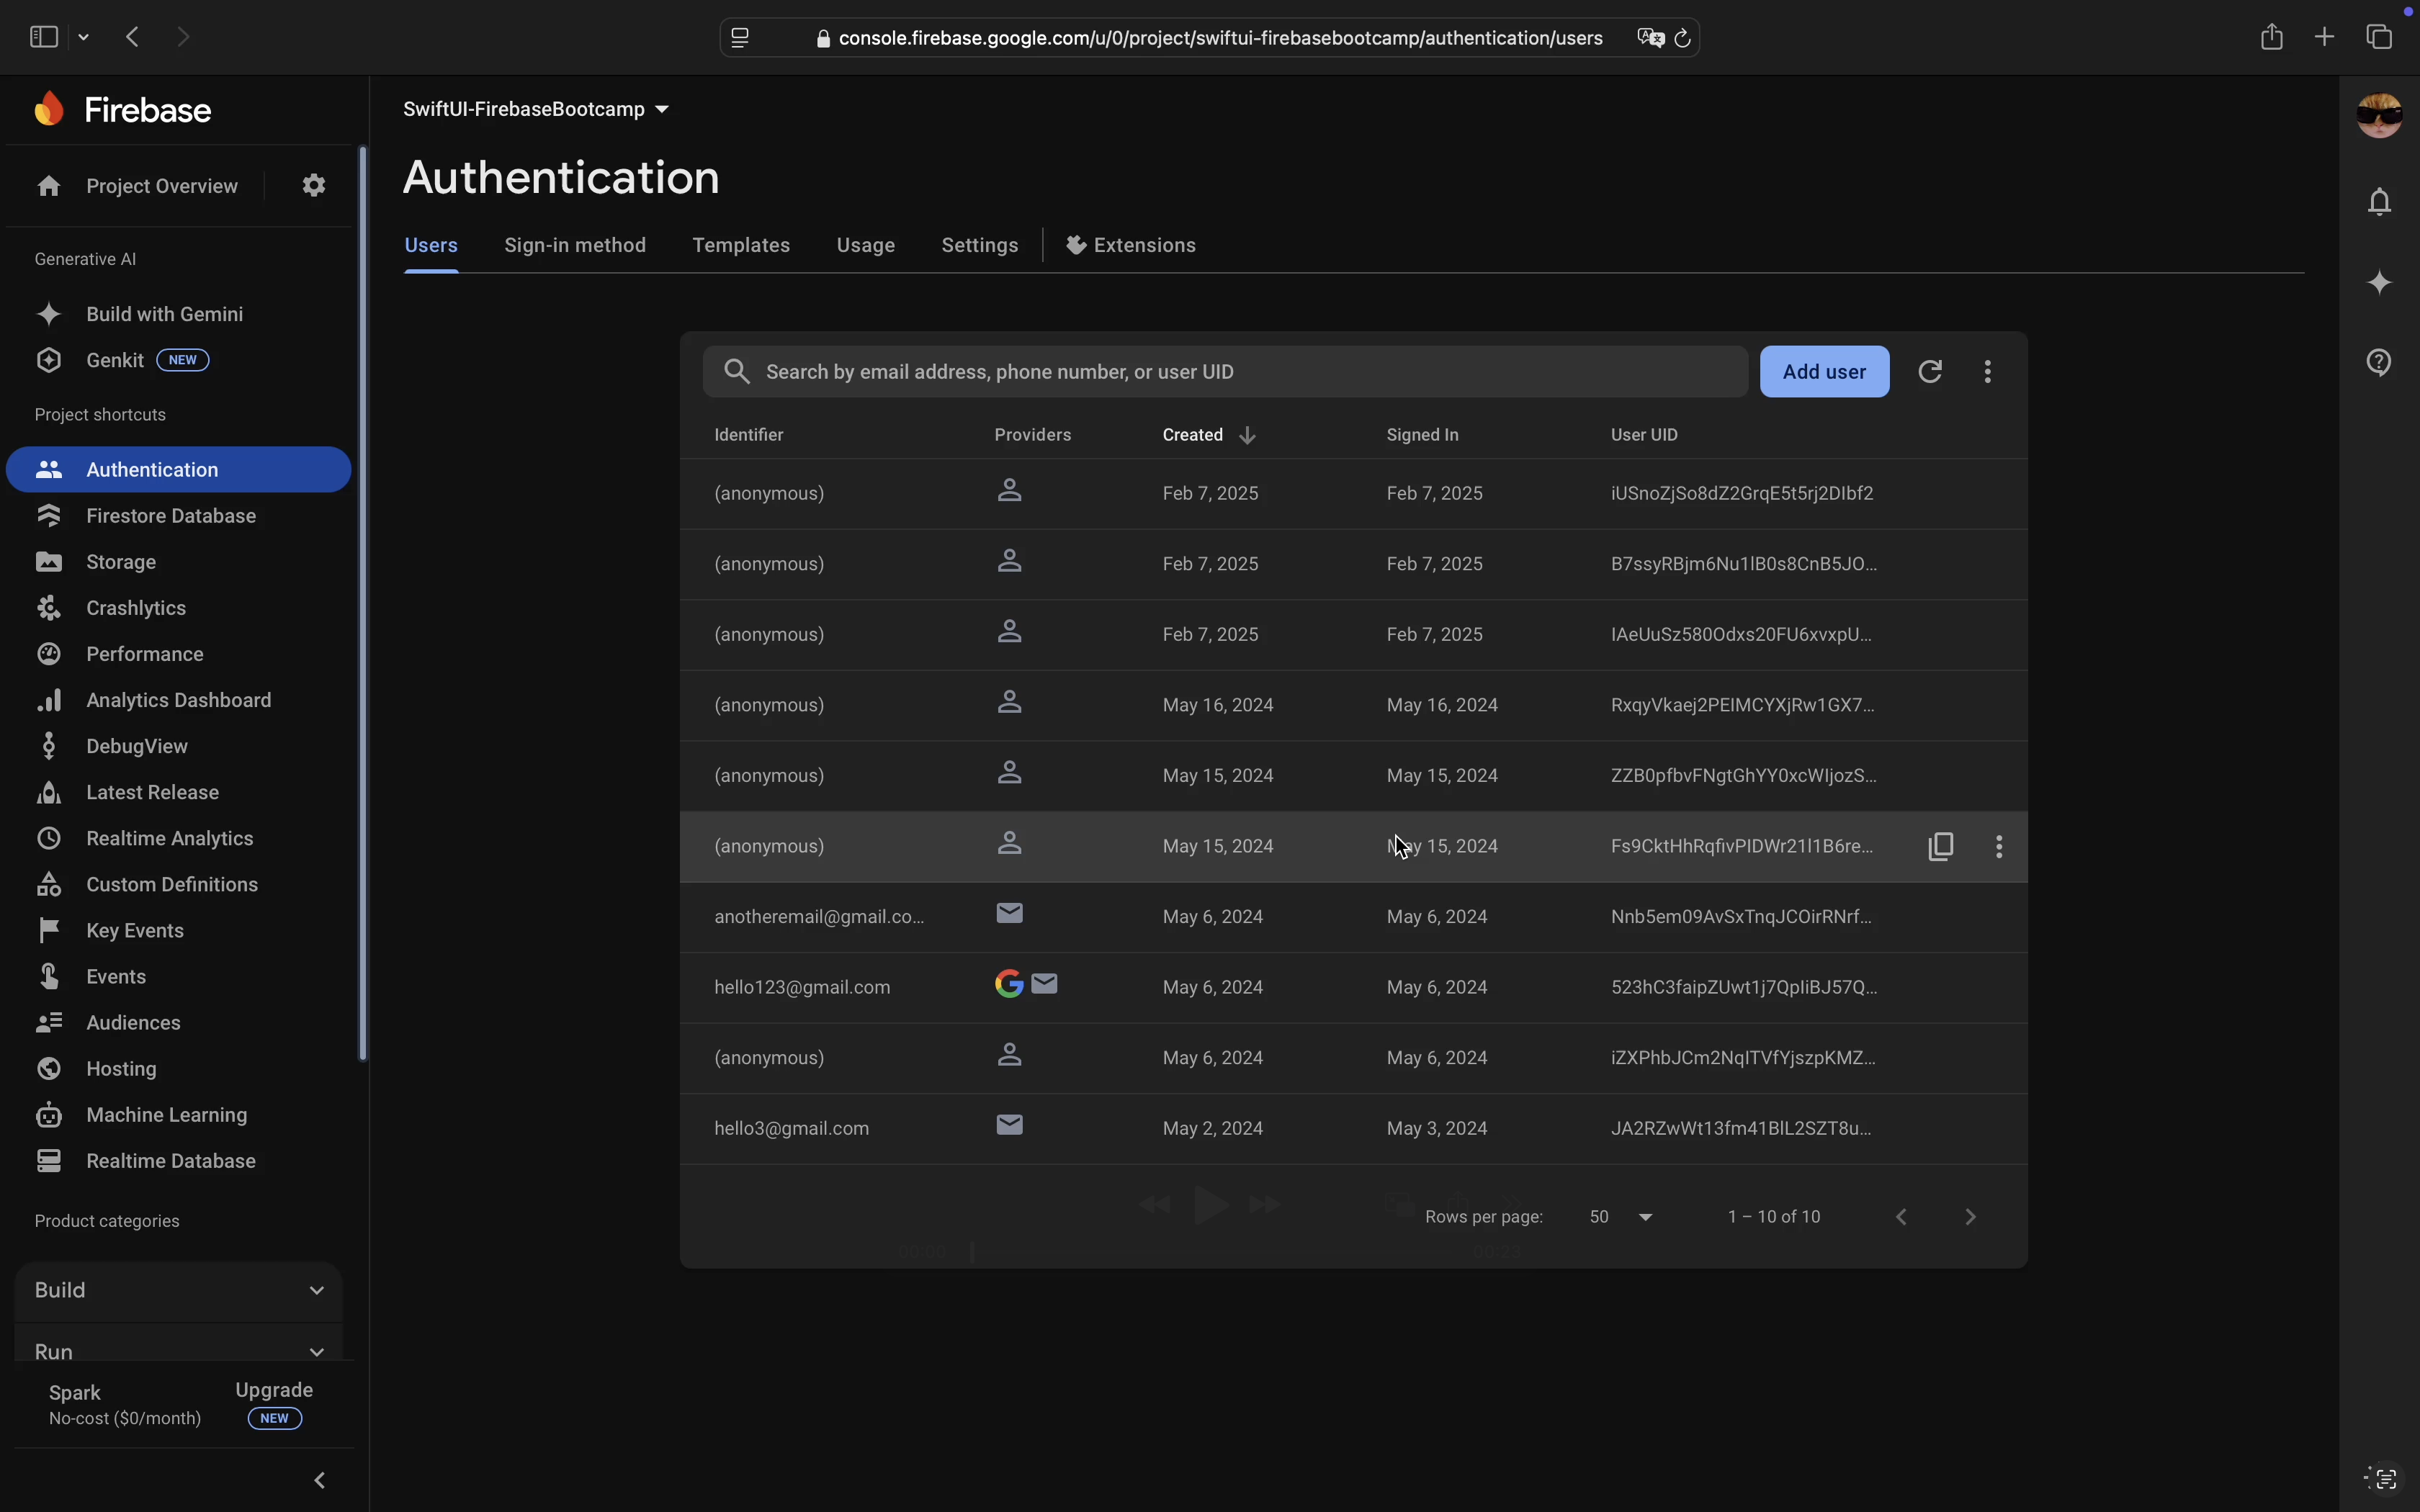 console.firebase.google.com/u/0/project/swiftui-firebasebootcamp/authentication/users
Firebase
Project Overview
Generative AI
Build with Gemini
Genkit NEW
Project shortcuts
Authentication
Firestore Database
Storage
Crashlytics
Performance
Analytics Dashboard
DebugView
Latest Release
Realtime Analytics
Custom Definitions
Key Events
Events
Audiences
Hosting
Machine Learning
Realtime Database
Product categories
Build
Run
Spark
No-cost ($0/month)
Upgrade
NEW
SwiftUI-FirebaseBootcamp
Authentication
Users Sign-in method Templates Usage Settings Extensions
Search by email address, phone number, or user UID Add user
Identifier Providers Created Signed In User UID
(anonymous) Feb 7, 2025 Feb 7, 2025 iUSnoZjSo8dZ2GrqE5t5rj2DIbf2
(anonymous) Feb 7, 2025 Feb 7, 2025 B7ssyRBjm6Nu1lB0s8CnB5JO...
(anonymous) Feb 7, 2025 Feb 7, 2025 IAeUuSz580Odxs20FU6xvxpU...
(anonymous) May 16, 2024 May 16, 2024 RxqyVkaej2PEIMCYXjRw1GX7...
(anonymous) May 15, 2024 May 15, 2024 ZZB0pfbvFNgtGhYY0xcWIjozS...
(anonymous) May 15, 2024 May 15, 2024 Fs9CktHhRqfivPIDWr21l1B6re...
anotheremail@gmail.co... May 6, 2024 May 6, 2024 Nnb5em09AvSxTnqJCOirRNrf...
hello123@gmail.com May 6, 2024 May 6, 2024 523hC3faipZUwt1j7QpliBJ57Q...
(anonymous) May 6, 2024 May 6, 2024 iZXPhbJCm2NqITVfYjszpKMZ...
hello3@gmail.com May 2, 2024 May 3, 2024 JA2RZwWt13fm41BIL2SZT8u...
Rows per page: 50 1 – 10 of 10
00:00 00:23